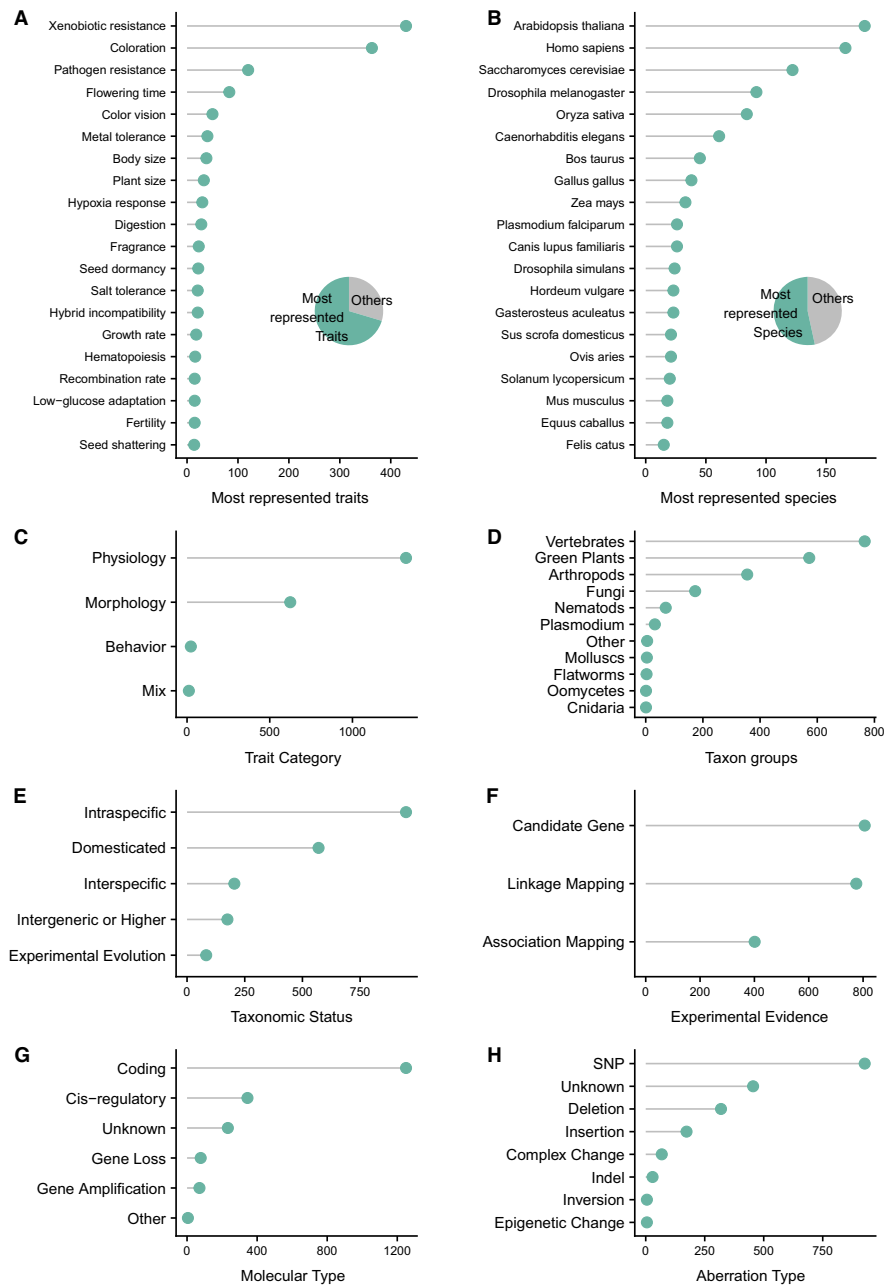 A
Xenobiotic resistance
Coloration
Pathogen resistance
Flowering time
Color vision
Metal tolerance
Body size
Plant size
Hypoxia response
Digestion
Fragrance
Seed dormancy
Salt tolerance
Hybrid incompatibility
Growth rate
Hematopoiesis
Recombination rate
Low−glucose adaptation
Fertility
Seed shattering
Most
represented
Traits
Others
0 100 200 300 400
Most represented traits
B
Arabidopsis thaliana
Homo sapiens
Saccharomyces cerevisiae
Drosophila melanogaster
Oryza sativa
Caenorhabditis elegans
Bos taurus
Gallus gallus
Zea mays
Plasmodium falciparum
Canis lupus familiaris
Drosophila simulans
Hordeum vulgare
Gasterosteus aculeatus
Sus scrofa domesticus
Ovis aries
Solanum lycopersicum
Mus musculus
Equus caballus
Felis catus
Most
represented
Species
Others
0 50 100 150
Most represented species
C
Physiology
Morphology
Behavior
Mix
0 500 1000
Trait Category
D
Vertebrates
Green Plants
Arthropods
Fungi
Nematods
Plasmodium
Other
Molluscs
Flatworms
Oomycetes
Cnidaria
0 200 400 600 800
Taxon groups
E
Intraspecific
Domesticated
Interspecific
Intergeneric or Higher
Experimental Evolution
0 250 500 750
Taxonomic Status
F
Candidate Gene
Linkage Mapping
Association Mapping
0 200 400 600 800
Experimental Evidence
G
Coding
Cis−regulatory
Unknown
Gene Loss
Gene Amplification
Other
0 400 800 1200
Molecular Type
H
SNP
Unknown
Deletion
Insertion
Complex Change
Indel
Inversion
Epigenetic Change
0 250 500 750
Aberration Type